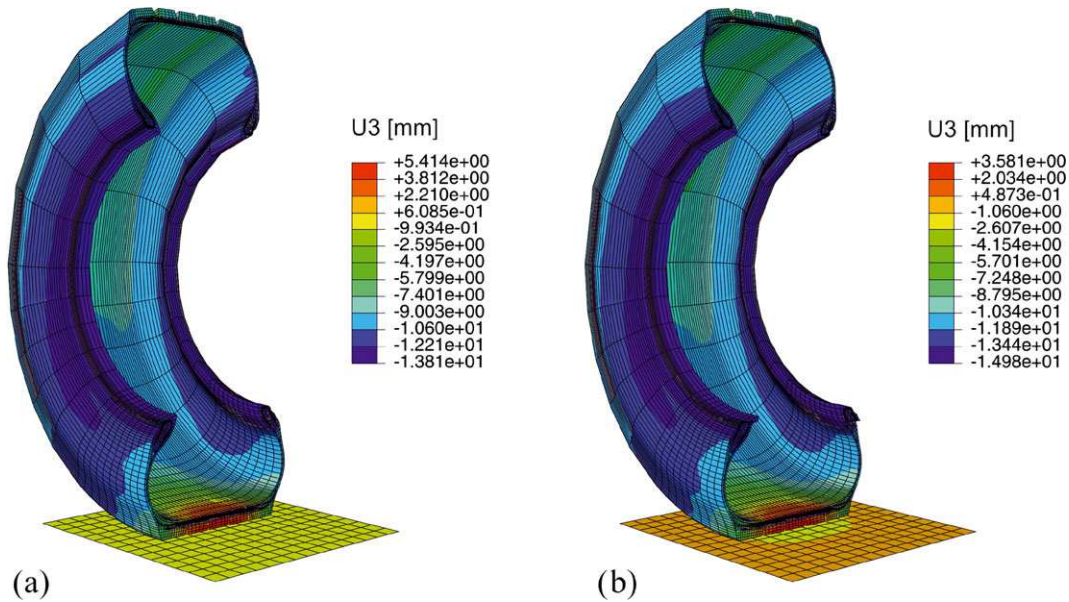 U3 [mm]
+5.414e+00
+3.812e+00
+2.210e+00
+6.085e-01
-9.934e-01
-2.595e+00
-4.197e+00
-5.799e+00
-7.401e+00
-9.003e+00
-1.060e+01
-1.221e+01
-1.381e+01
(a)
U3 [mm]
+3.581e+00
+2.034e+00
+4.873e-01
-1.060e+00
-2.607e+00
-4.154e+00
-5.701e+00
-7.248e+00
-8.795e+00
-1.034e+01
-1.189e+01
-1.344e+01
-1.498e+01
(b)